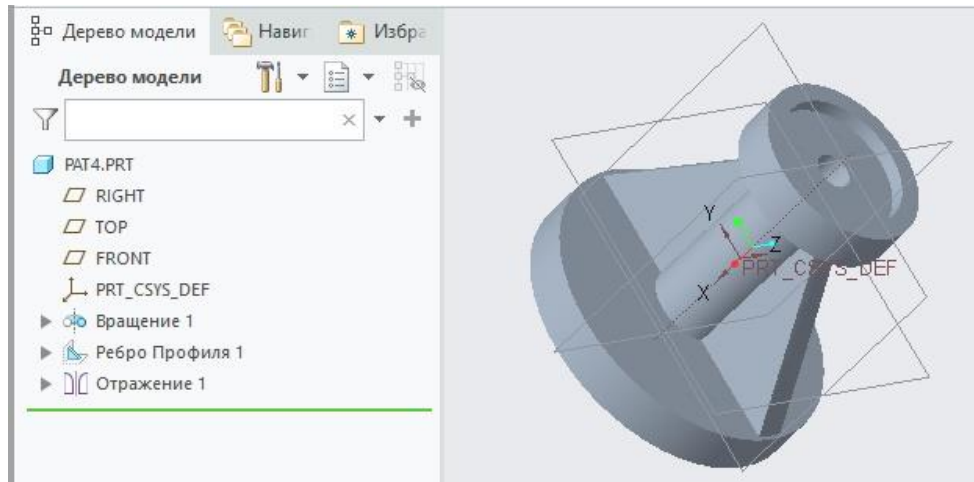 Дерево модели Навиг Избра
Дерево модели
PAT4.PRT
RIGHT
TOP
FRONT
PRT_CSYS_DEF
Вращение 1
Ребро Профиля 1
Отражение 1
Y
Z
PRT_CSYS_DEF
X